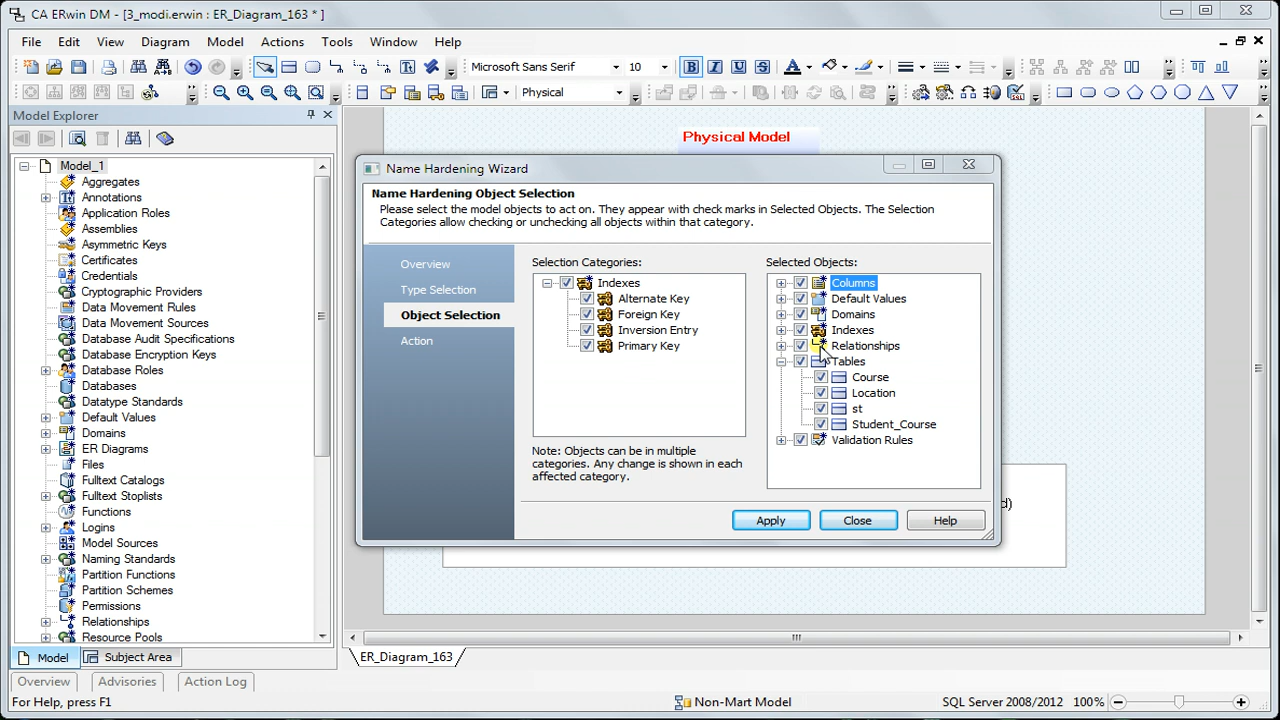 CA ERwin DM - [3_modi.erwin : ER_Diagram_163 * ]
File Edit View Diagram Model Actions Tools Window Help
Microsoft Sans Serif 10 B I U S A
Physical
Model Explorer
Model_1
Aggregates
Annotations
Application Roles
Assemblies
Asymmetric Keys
Certificates
Credentials
Cryptographic Providers
Data Movement Rules
Data Movement Sources
Database Audit Specifications
Database Encryption Keys
Database Roles
Databases
Datatype Standards
Default Values
Domains
ER Diagrams
Files
Fulltext Catalogs
Fulltext Stoplists
Functions
Logins
Model Sources
Naming Standards
Partition Functions
Partition Schemes
Permissions
Relationships
Resource Pools
Model Subject Area
Physical Model
Name Hardening Wizard
Name Hardening Object Selection
Please select the model objects to act on. They appear with check marks in Selected Objects. The Selection
Categories allow checking or unchecking all objects within that category.
Overview
Type Selection
Object Selection
Action
Selection Categories:
Indexes
Alternate Key
Foreign Key
Inversion Entry
Primary Key
Note: Objects can be in multiple
categories. Any change is shown in each
affected category.
Selected Objects:
Columns
Default Values
Domains
Indexes
Relationships
Tables
Course
Location
st
Student_Course
Validation Rules
Apply Close Help
d)
ER_Diagram_163
Overview Advisories Action Log
For Help, press F1 Non-Mart Model SQL Server 2008/2012 100%